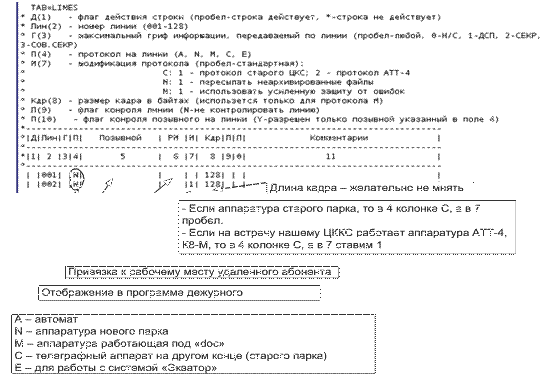 TAB=LIMES
* Д(1) - флаг действия строки (пробел-строка действует, *-строка не действует)
* Лин(2) - номер линии (001-128)
* Г(3) - максимальный гриф информации, передаваемый по линии (пробел-любой, 0-Н/С, 1-ДСП, 2-СЕКР,
3-СОВ.СЕКР)
* П(4) - протокол на линии (A, N, M, C, E)
* И(7) - модификация протокола (пробел-стандартная):
C: 1 - протокол старого ЦКС; 2 - протокол АТТ-4
N: 1 - пересылать неархивированные файлы
M: 1 - использовать усиленную защиту от ошибок
* Кдр(8) - размер кадра в байтах (используется только для протокола M)
* Л(9) - флаг контроля линии (N-не контролировать линию)
* П(10) - флаг контроля позывного на линии (Y-разрешен только позывной указанный в поле 4)
*|Д|Лин|Г|П| Позывной | РИ |И| Кдр|Л|П| Комментарии
*|1| 2 |3|4| 5 | 6 |7| 8 |9|0| 11
| |001| |N| | | | 128| | |
| |002| |N| | |1| 128| | |
Длина кадра – желательно не менять
- Если аппаратура старого парка, то в 4 колонке С, а в 7
пробел.
- Если на встречу нашему ЦККС работает аппаратура АТТ-4,
К8-М, то в 4 колонке С, а в 7 ставим 1
Привязка к рабочему месту удаленного абонента
Отображение в программе дежурного
A – автомат
N – аппаратура нового парка
M – аппаратура работающая под «doc»
C – телеграфный аппарат на другом конце (старого парка)
E – для работы с системой «Экватор»